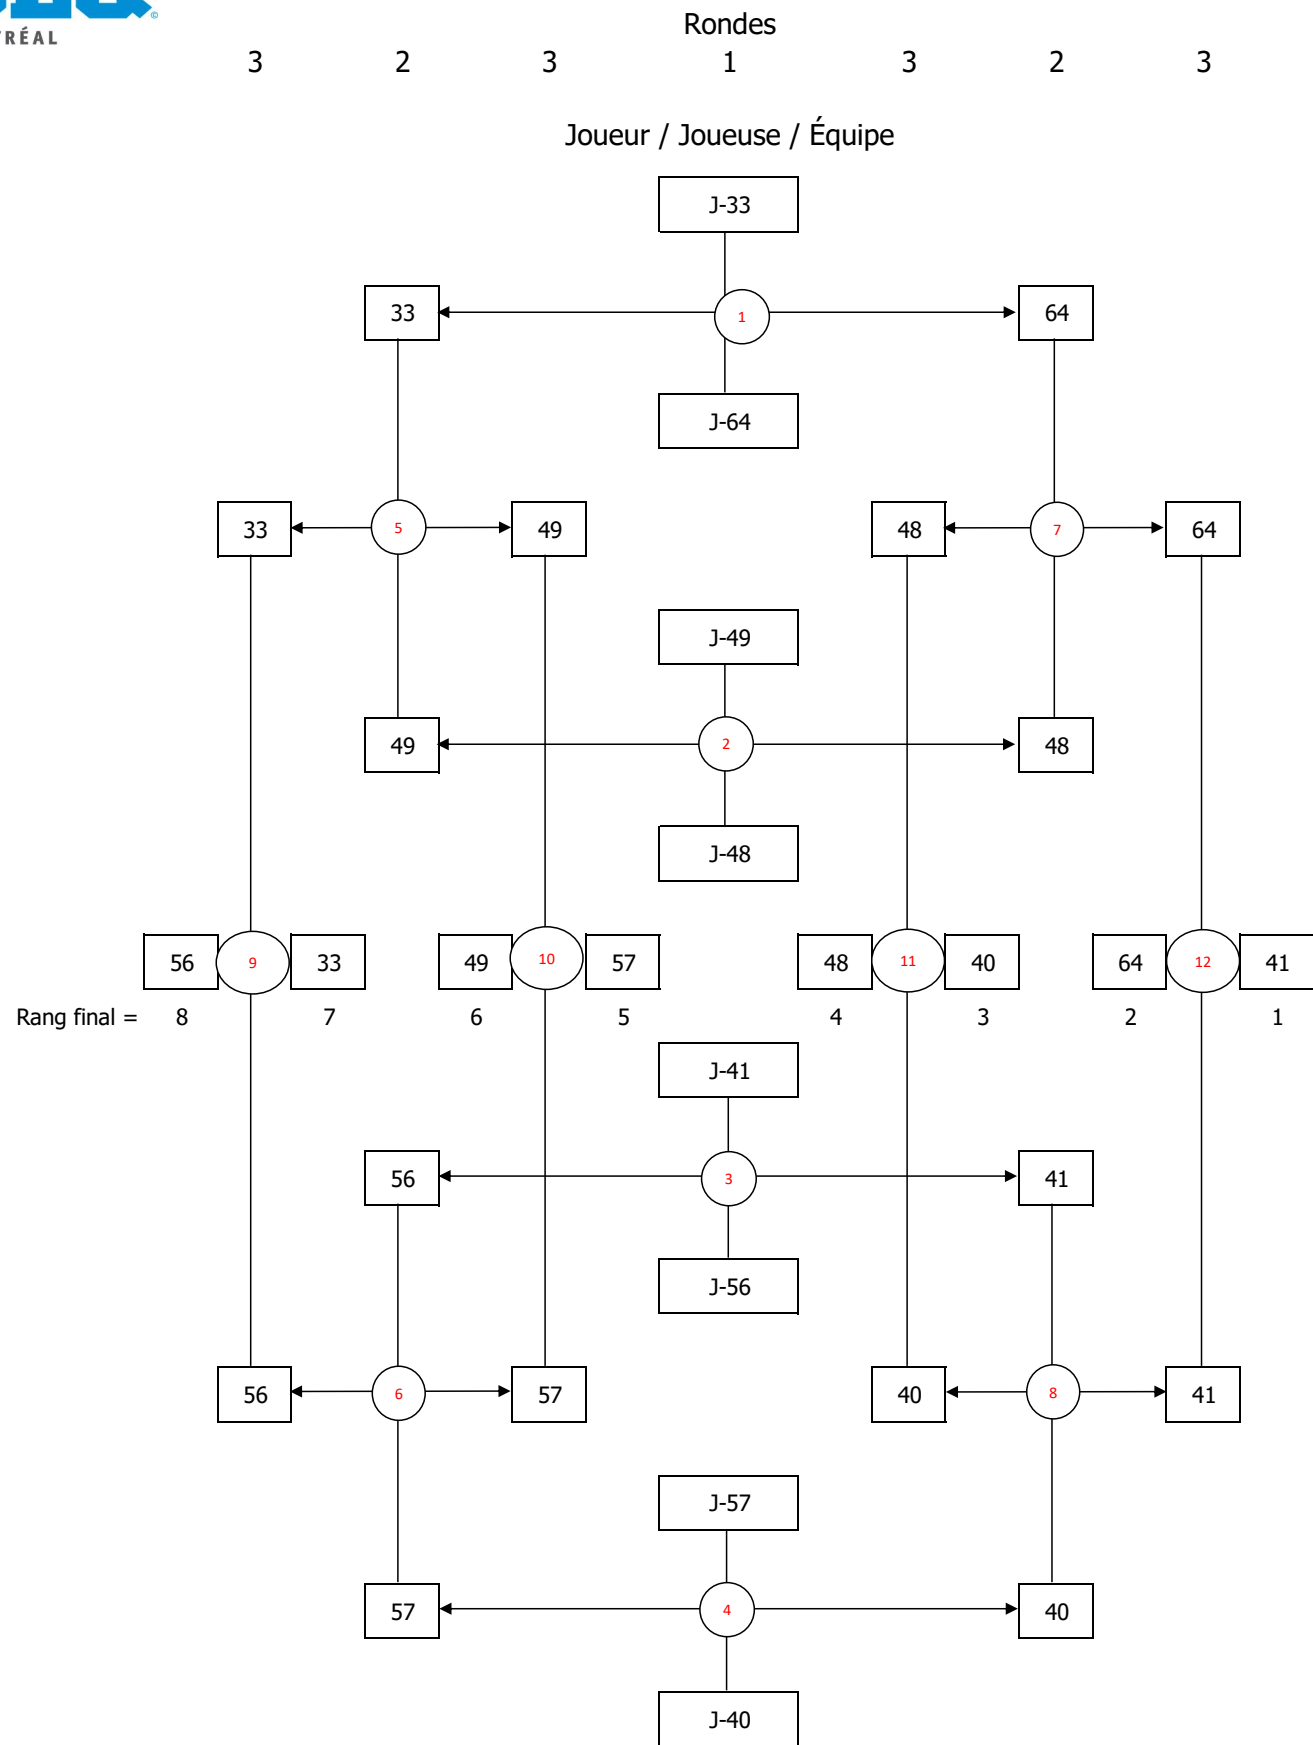 Rondes
3 2 3 1 3 2 3
Joueur / Joueuse / Équipe
J-33
33 1 64
J-64
33 5 49 48 7 64
J-49
49 2 48
J-48
56 9 33 49 10 57 48 11 40 64 12 41
Rang final = 8 7 6 5 4 3 2 1
J-41
56 3 41
J-56
56 6 57 40 8 41
J-57
57 4 40
J-40